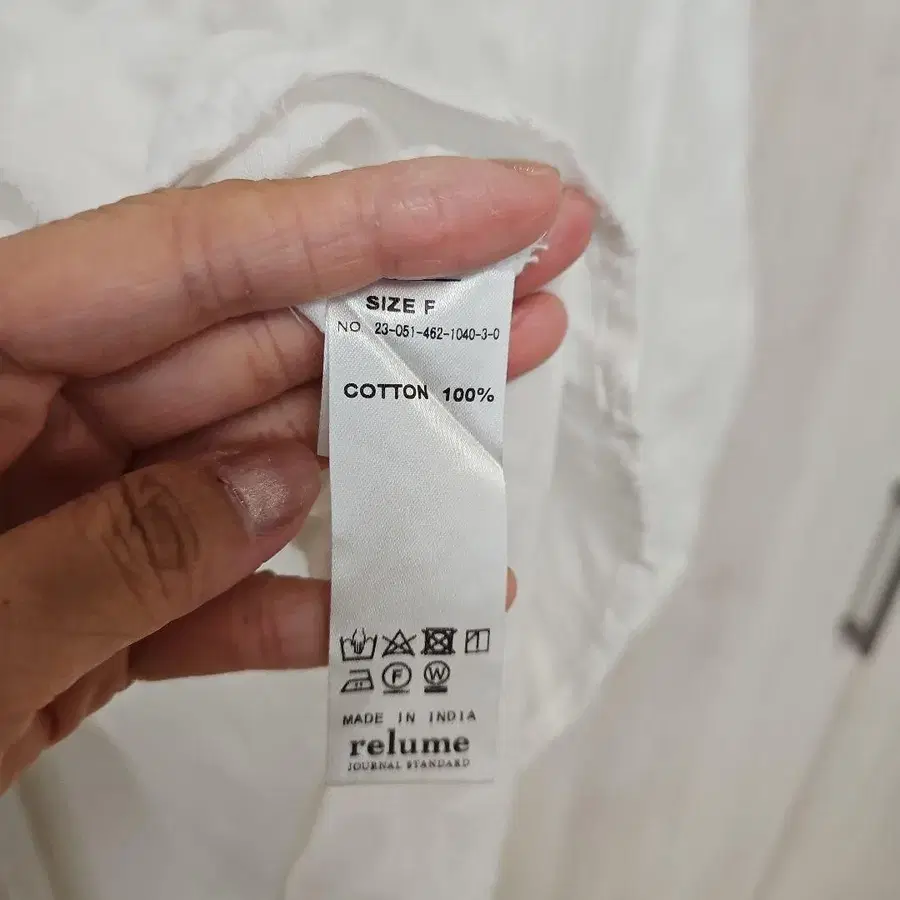 SIZE F
NO 23-051-462-1040-3-0
COTTON 100%
F W
MADE IN INDIA
relume
JOURNAL STANDARD